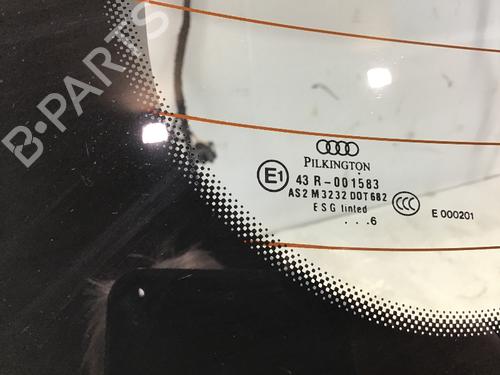 B-PARTS
PILKINGTON
E1
43 R-001583
AS2 M3232 DOT682
ESG tinted
...6
CCC
E 000201